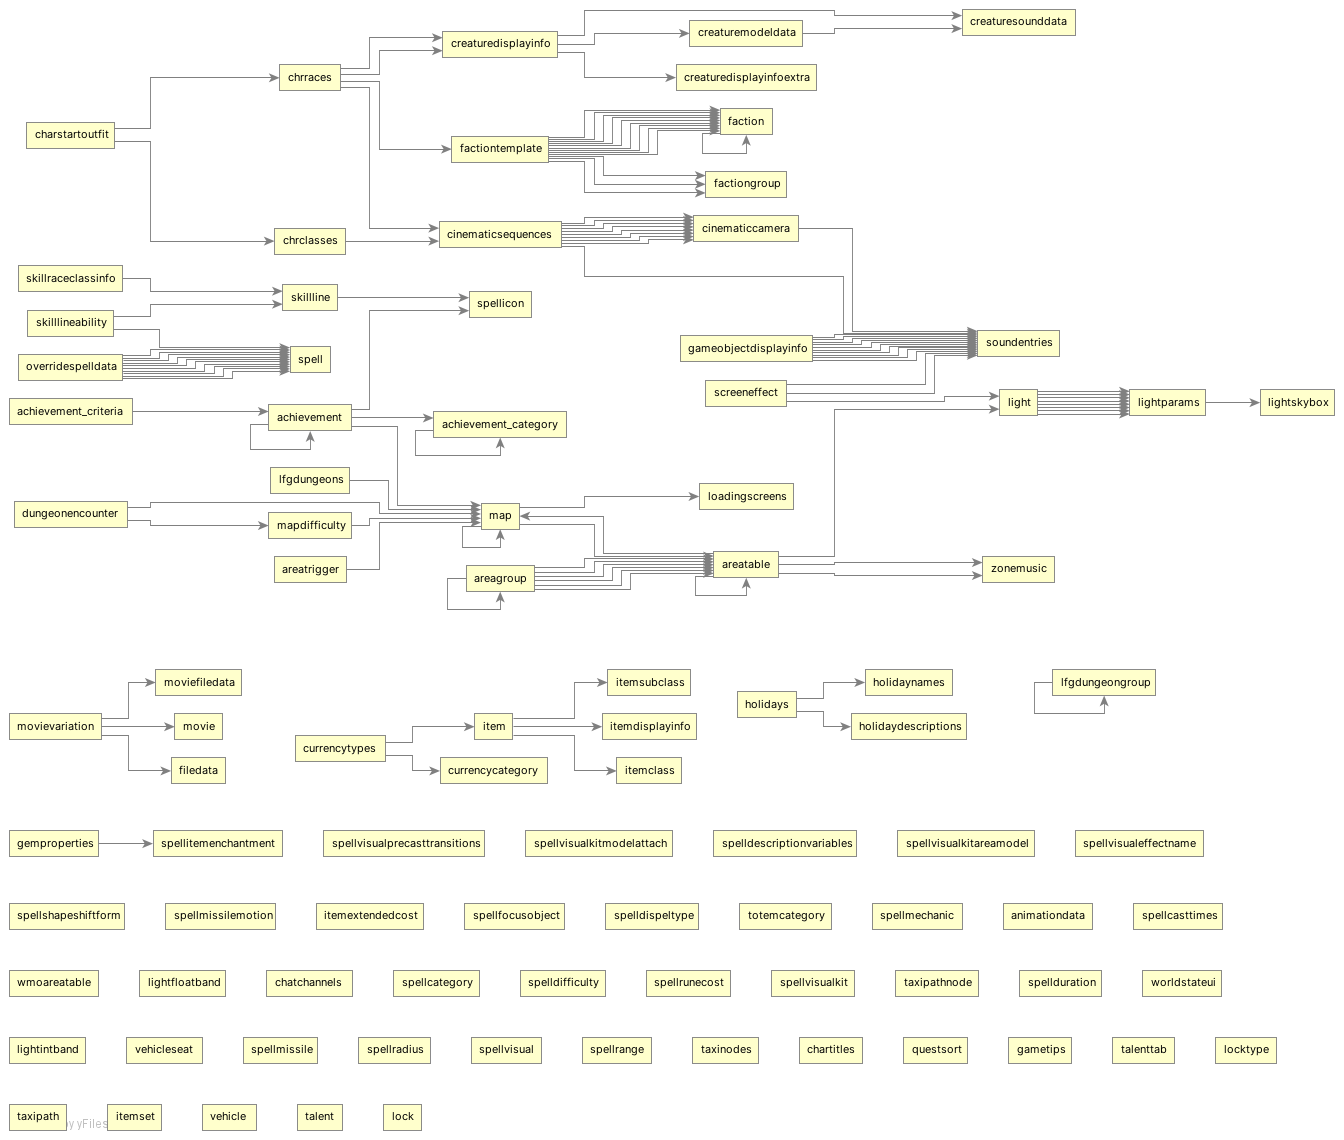 creaturesounddata
creaturemodeldata
creaturedisplayinfo
chrraces
creaturedisplayinfoextra
charstartoutfit
faction
factiontemplate
factiongroup
cinematiccamera
cinematicsequences
chrclasses
skillraceclassinfo
skillline
spellicon
skilllineability
soundentries
gameobjectdisplayinfo
spell
overridespelldata
screeneffect
light
lightparams
lightskybox
achievement_criteria
achievement
achievement_category
lfgdungeons
loadingscreens
dungeonencounter
map
mapdifficulty
areatable
areatrigger
areagroup
zonemusic
moviefiledata
itemsubclass
holidaynames
lfgdungeongroup
holidays
movievariation
movie
item
itemdisplayinfo
holidaydescriptions
currencytypes
filedata
currencycategory
itemclass
gemproperties
spellitemenchantment
spellvisualprecasttransitions
spellvisualkitmodelattach
spelldescriptionvariables
spellvisualkitareamodel
spellvisualeffectname
spellshapeshiftform
spellmissilemotion
itemextendedcost
spellfocusobject
spelldispeltype
totemcategory
spellmechanic
animationdata
spellcasttimes
wmoareatable
lightfloatband
chatchannels
spellcategory
spelldifficulty
spellrunecost
spellvisualkit
taxipathnode
spellduration
worldstateui
lightintband
vehicleseat
spellmissile
spellradius
spellvisual
spellrange
taxinodes
chartitles
questsort
gametips
talenttab
locktype
taxipath
itemset
vehicle
talent
lock
by yFiles